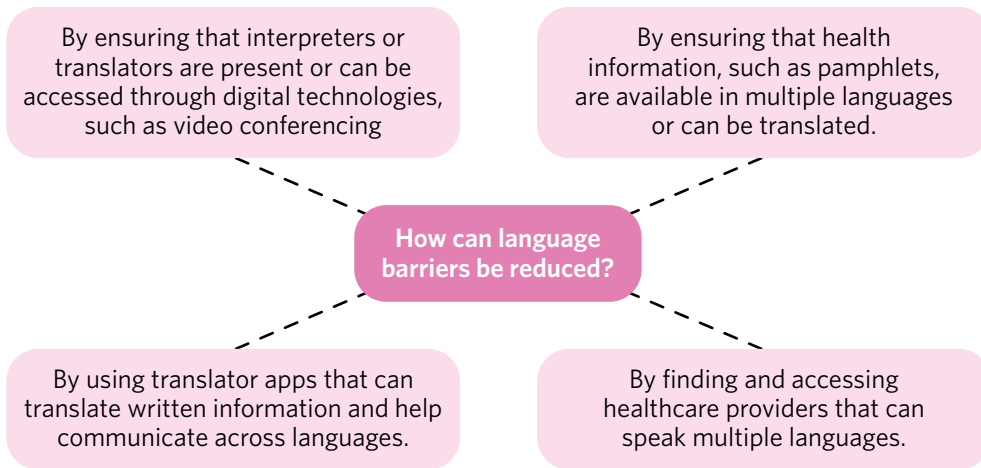 By ensuring that interpreters or
translators are present or can be
accessed through digital technologies,
such as video conferencing
By ensuring that health
information, such as pamphlets,
are available in multiple languages
or can be translated.
How can language
barriers be reduced?
By using translator apps that can
translate written information and help
communicate across languages.
By finding and accessing
healthcare providers that can
speak multiple languages.